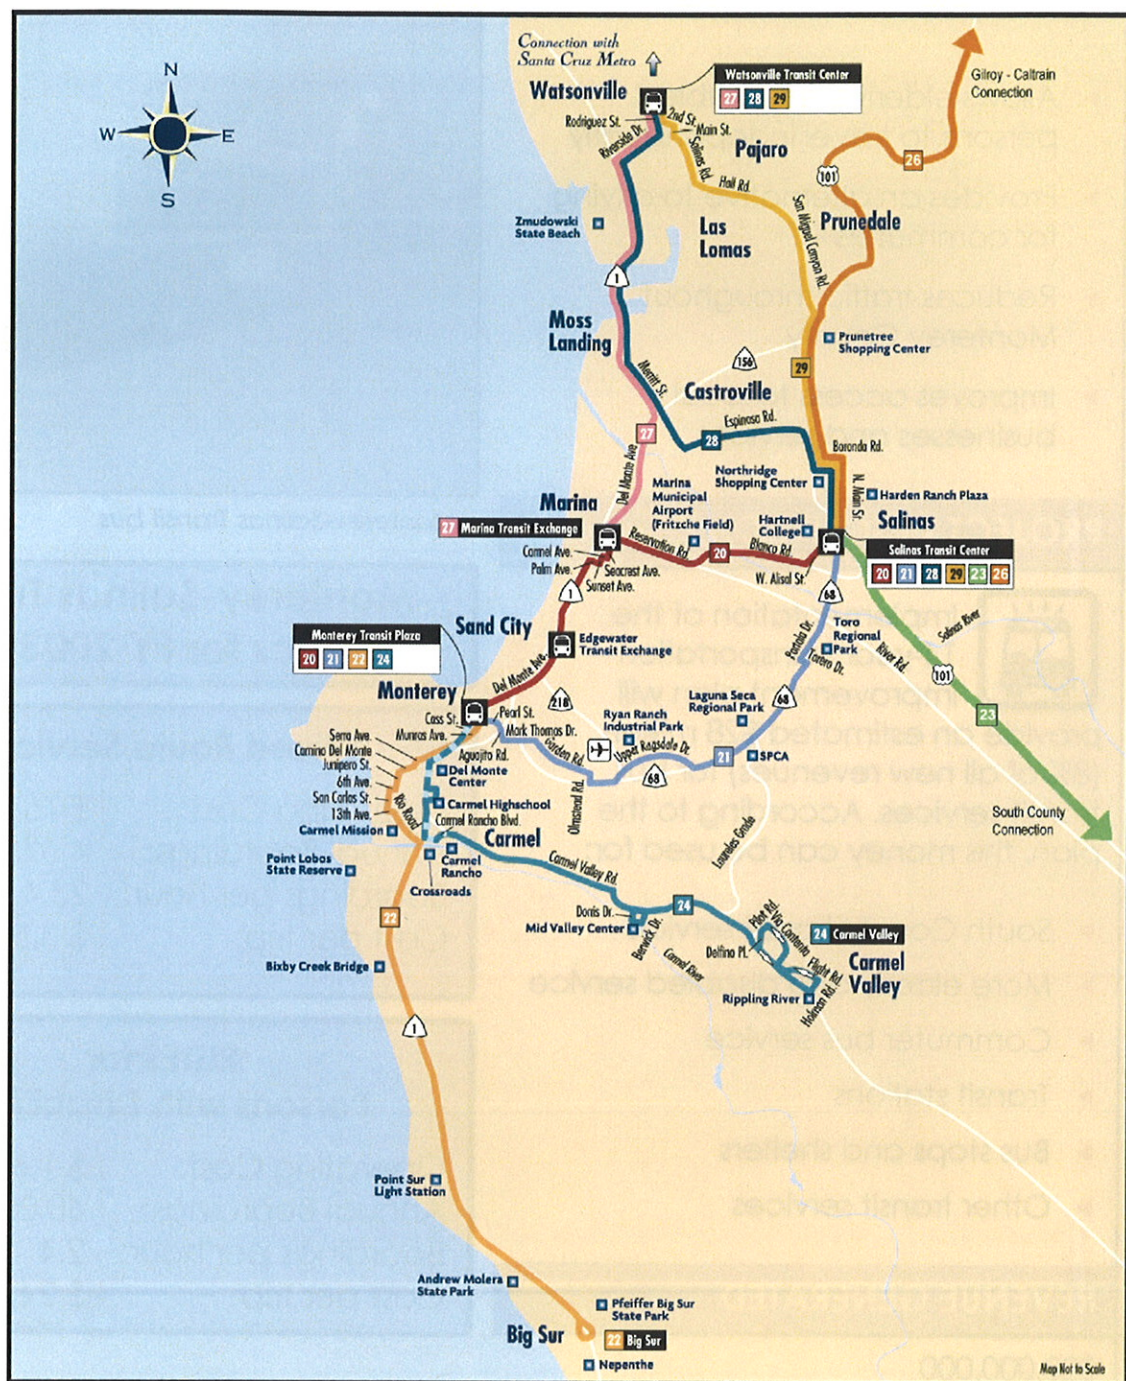 Connection with
Santa Cruz Metro
Gilroy - Caltrain
Connection
N
W
E
S
Watsonville
Watsonville Transit Center
27
28
29
Rodriguez St.
2nd St.
Main St.
Riverside Dr.
Salinas Rd.
Pajaro
Hall Rd.
101
26
San Miguel Canyon Rd.
Prunedale
Zmudowski
State Beach
Las
Lomas
1
Moss
Landing
Prunetree
Shopping Center
156
29
Merritt St.
Castroville
Espinosa Rd.
27
28
Boronda Rd.
Del Monte Ave
Northridge
Shopping Center
N. Main St.
Harden Ranch Plaza
Marina
Marina
Municipal
Airport
(Fritzche Field)
Hartnell
College
Salinas
27 Marina Transit Exchange
Salinas Transit Center
20
21
28
29
23
26
Carmel Ave.
Palm Ave.
Reservation Rd.
20
Blanco Rd.
W. Alisal St.
Seacrest Ave.
Sunset Ave.
1
68
Salinas River
Sand City
Edgewater
Transit Exchange
Portola Dr.
Toro
Regional
Park
Torero Dr.
River Rd.
101
Monterey Transit Plaza
20
21
22
24
Del Monte Ave.
Monterey
218
Laguna Seca
Regional Park
68
23
Cass St.
Munras Ave.
Pearl St.
Mark Thomas Dr.
Aguajito Rd.
Garden Rd.
Ryan Ranch
Industrial Park
Upper Ragsdale Dr.
21
SPCA
68
Olmstead Rd.
Serra Ave.
Camino Del Monte
Junipero St.
6th Ave.
San Carlos St.
13th Ave.
Rio Road
Del Monte
Center
Carmel Highschool
Carmel Rancho Blvd.
Carmel Mission
Carmel
South County
Connection
Laureles Grade
Point Lobos
State Reserve
Carmel
Rancho
Crossroads
Carmel Valley Rd.
22
24
Dorris Dr.
Mid Valley Center
Berwick Dr.
Carmel River
Pilot Rd.
Via Contenta
Delfino Pl.
24 Carmel Valley
Carmel
Valley
Flight Rd.
Rippling River
Holman Rd.
Bixby Creek Bridge
1
Point Sur
Light Station
Andrew Molera
State Park
Pfeiffer Big Sur
State Park
Big Sur
22 Big Sur
Nepenthe
Map Not to Scale